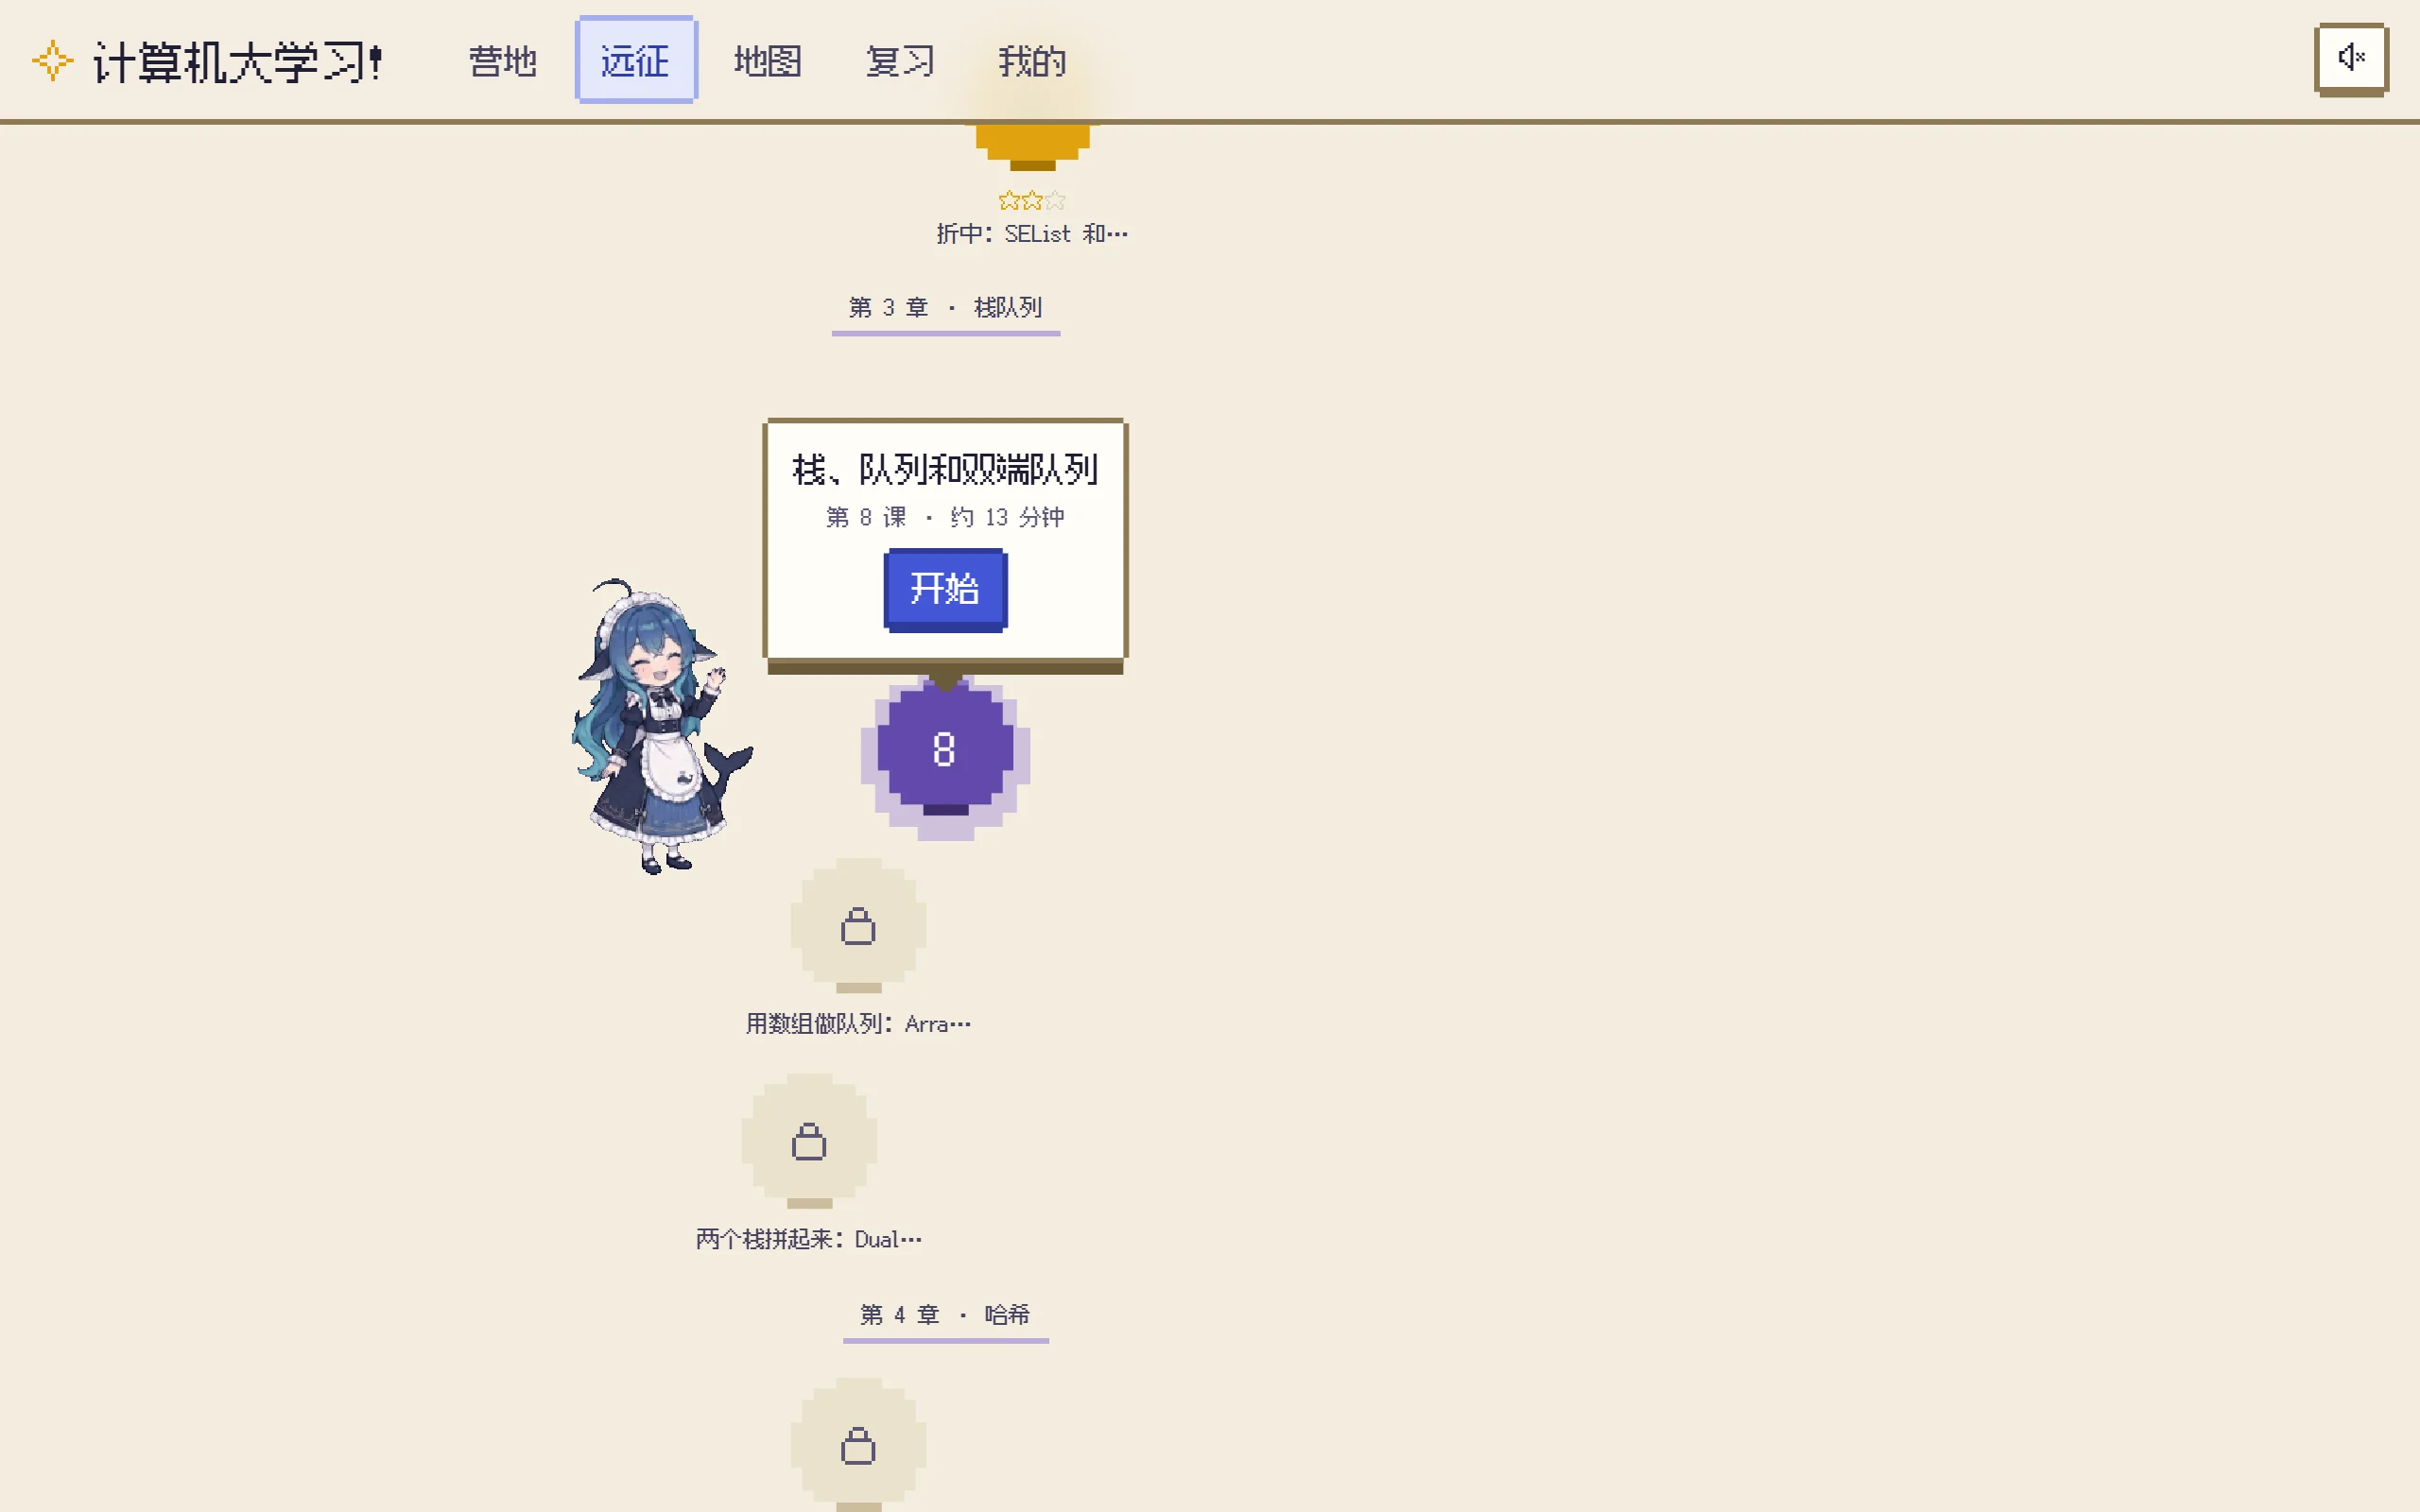 计算机大学习!
营地
远征
地图
复习
我的
折中：SEList 和…
第 3 章 · 栈队列
栈、队列和双端队列
第 8 课 · 约 13 分钟
开始
8
用数组做队列：Arra…
两个栈拼起来：Dual…
第 4 章 · 哈希